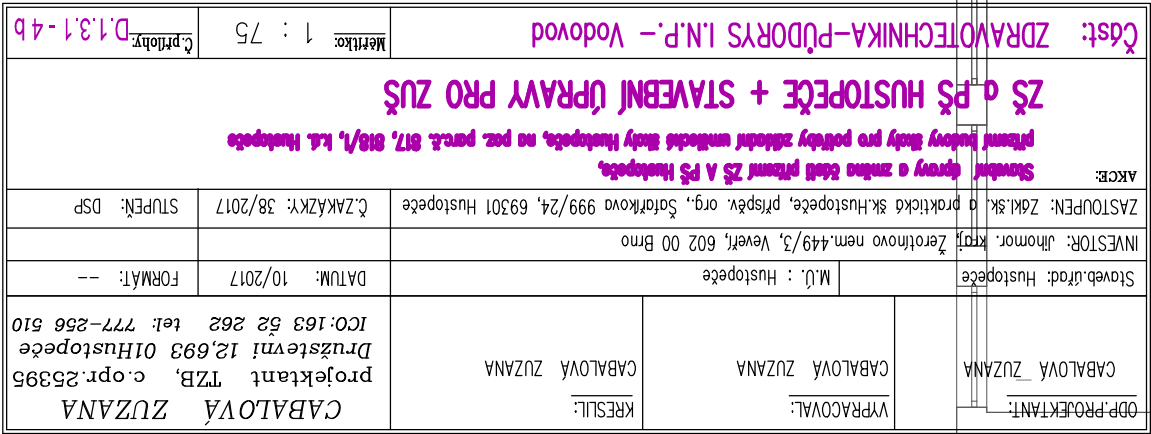 ODP.PROJEKTANT: VYPRACOVAL: KRESLIL:
CABALOVÁ ZUZANA CABALOVÁ ZUZANA CABALOVÁ ZUZANA
CABALOVÁ ZUZANA
projektant TZB, c.opr.25395
Družstevní 12,693 01Hustopeče
ICO:163 52 262 tel: 777-256 510
Staveb.úřad: Hustopeče M.Ú. : Hustopeče DATUM: 10/2017 FORMÁT: --
INVESTOR: Jihomor. kraj, Žerotínovo nem.449/3, Veveří, 602 00 Brno
ZASTOUPEN: Zákl.šk. a praktická šk.Hustopeče, příspěv. org., Šafaříkova 999/24, 69301 Hustopeče Č.ZAKÁZKY: 38/2017 STUPEŇ: DSP
AKCE:
Stavební úpravy a změna části přízemí ZŠ A PŠ Hustopeče,
přízemí budovy školy pro potřeby základní umělecké školy Hustopeče, na poz. parc.č. 817, 818/1, k.ú. Hustopeče
ZŠ a PŠ HUSTOPEČE + STAVEBNÍ ÚPRAVY PRO ZUŠ
Část: ZDRAVOTECHNIKA–PŮDORYS I.N.P.– Vodovod Měřítko: 1 : 75 Č.přílohy: D.1.3.1 - 4 b